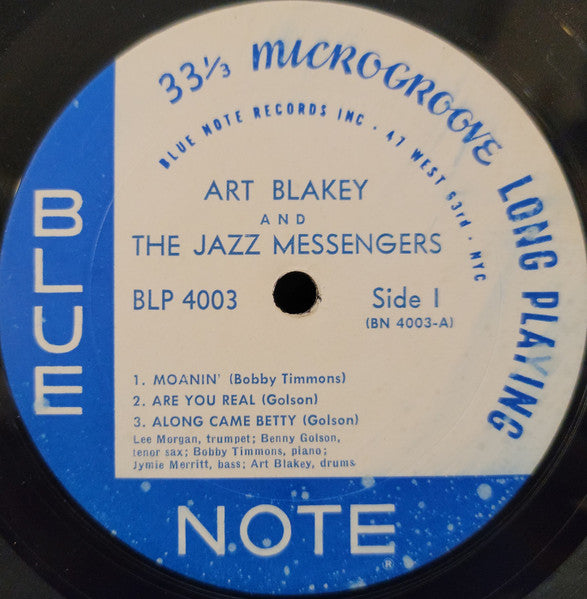 33⅓ MICROGROOVE LONG PLAYING
BLUE NOTE RECORDS INC • 47 WEST 63rd • NYC
ART BLAKEY
AND
THE JAZZ MESSENGERS
BLP 4003
Side 1
(BN 4003-A)
1. MOANIN' (Bobby Timmons)
2. ARE YOU REAL (Golson)
3. ALONG CAME BETTY (Golson)
Lee Morgan, trumpet; Benny Golson,
tenor sax; Bobby Timmons, piano;
Jymie Merritt, bass; Art Blakey, drums
BLUE
NOTE
®